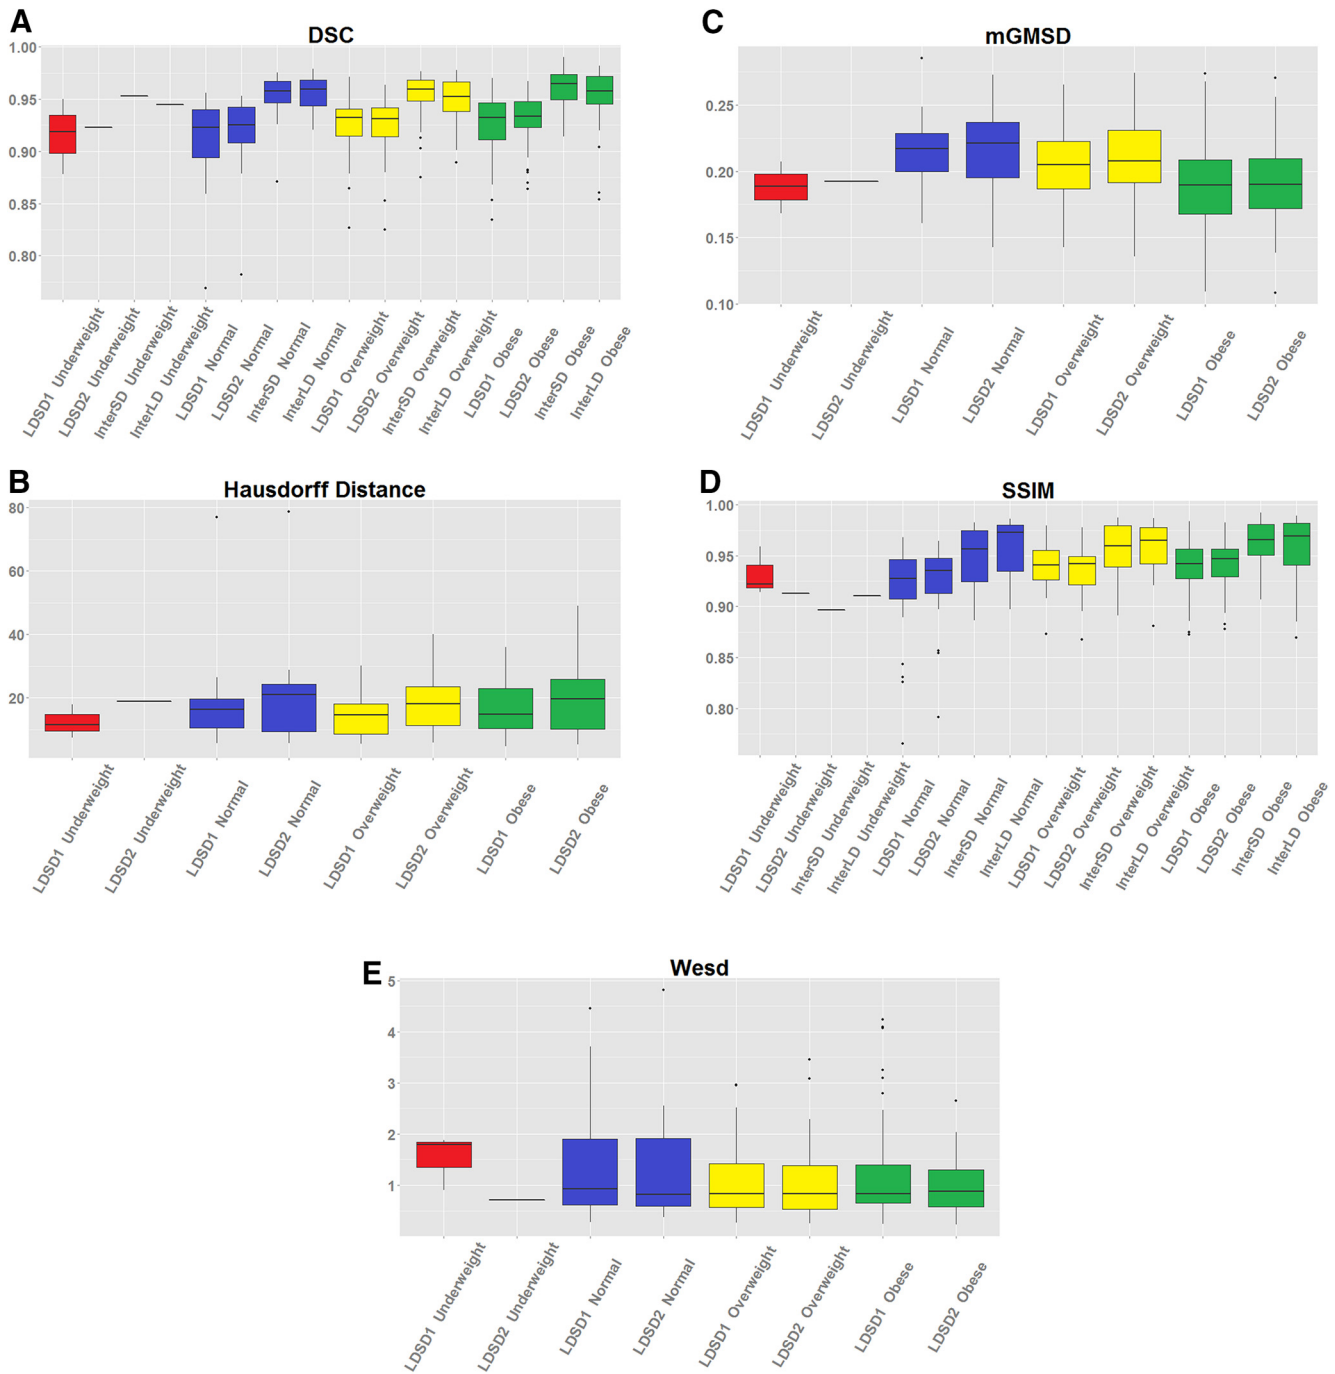 A
DSC
1.00
0.95
0.90
0.85
0.80
LDSD1 Underweight
LDSD2 Underweight
InterSD Underweight
InterLD Underweight
LDSD1 Normal
LDSD2 Normal
InterSD Normal
InterLD Normal
LDSD1 Overweight
LDSD2 Overweight
InterSD Overweight
InterLD Overweight
LDSD1 Obese
LDSD2 Obese
InterSD Obese
InterLD Obese
C
mGMSD
0.25
0.20
0.15
0.10
LDSD1 Underweight
LDSD2 Underweight
LDSD1 Normal
LDSD2 Normal
LDSD1 Overweight
LDSD2 Overweight
LDSD1 Obese
LDSD2 Obese
B
Hausdorff Distance
80
60
40
20
LDSD1 Underweight
LDSD2 Underweight
LDSD1 Normal
LDSD2 Normal
LDSD1 Overweight
LDSD2 Overweight
LDSD1 Obese
LDSD2 Obese
D
SSIM
1.00
0.95
0.90
0.85
0.80
LDSD1 Underweight
LDSD2 Underweight
InterSD Underweight
InterLD Underweight
LDSD1 Normal
LDSD2 Normal
InterSD Normal
InterLD Normal
LDSD1 Overweight
LDSD2 Overweight
InterSD Overweight
InterLD Overweight
LDSD1 Obese
LDSD2 Obese
InterSD Obese
InterLD Obese
E
Wesd
5
4
3
2
1
LDSD1 Underweight
LDSD2 Underweight
LDSD1 Normal
LDSD2 Normal
LDSD1 Overweight
LDSD2 Overweight
LDSD1 Obese
LDSD2 Obese